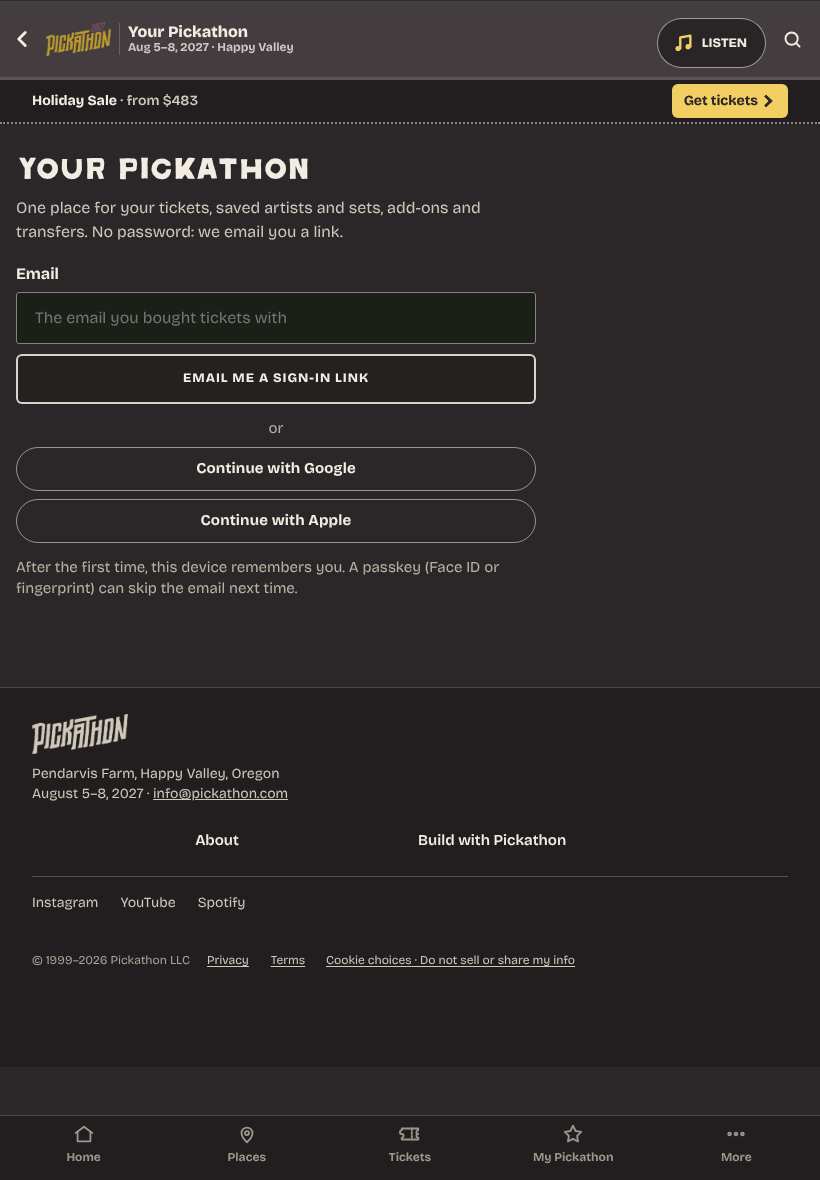 PICKATHON
Your Pickathon
Aug 5–8, 2027 · Happy Valley
LISTEN
Holiday Sale · from $483
Get tickets
YOUR PICKATHON
One place for your tickets, saved artists and sets, add-ons and
transfers. No password: we email you a link.
Email
The email you bought tickets with
EMAIL ME A SIGN-IN LINK
or
Continue with Google
Continue with Apple
After the first time, this device remembers you. A passkey (Face ID or
fingerprint) can skip the email next time.
PICKATHON
Pendarvis Farm, Happy Valley, Oregon
August 5–8, 2027 · info@pickathon.com
About
Build with Pickathon
Instagram YouTube Spotify
© 1999–2026 Pickathon LLC Privacy Terms Cookie choices · Do not sell or share my info
Home Places Tickets My Pickathon More